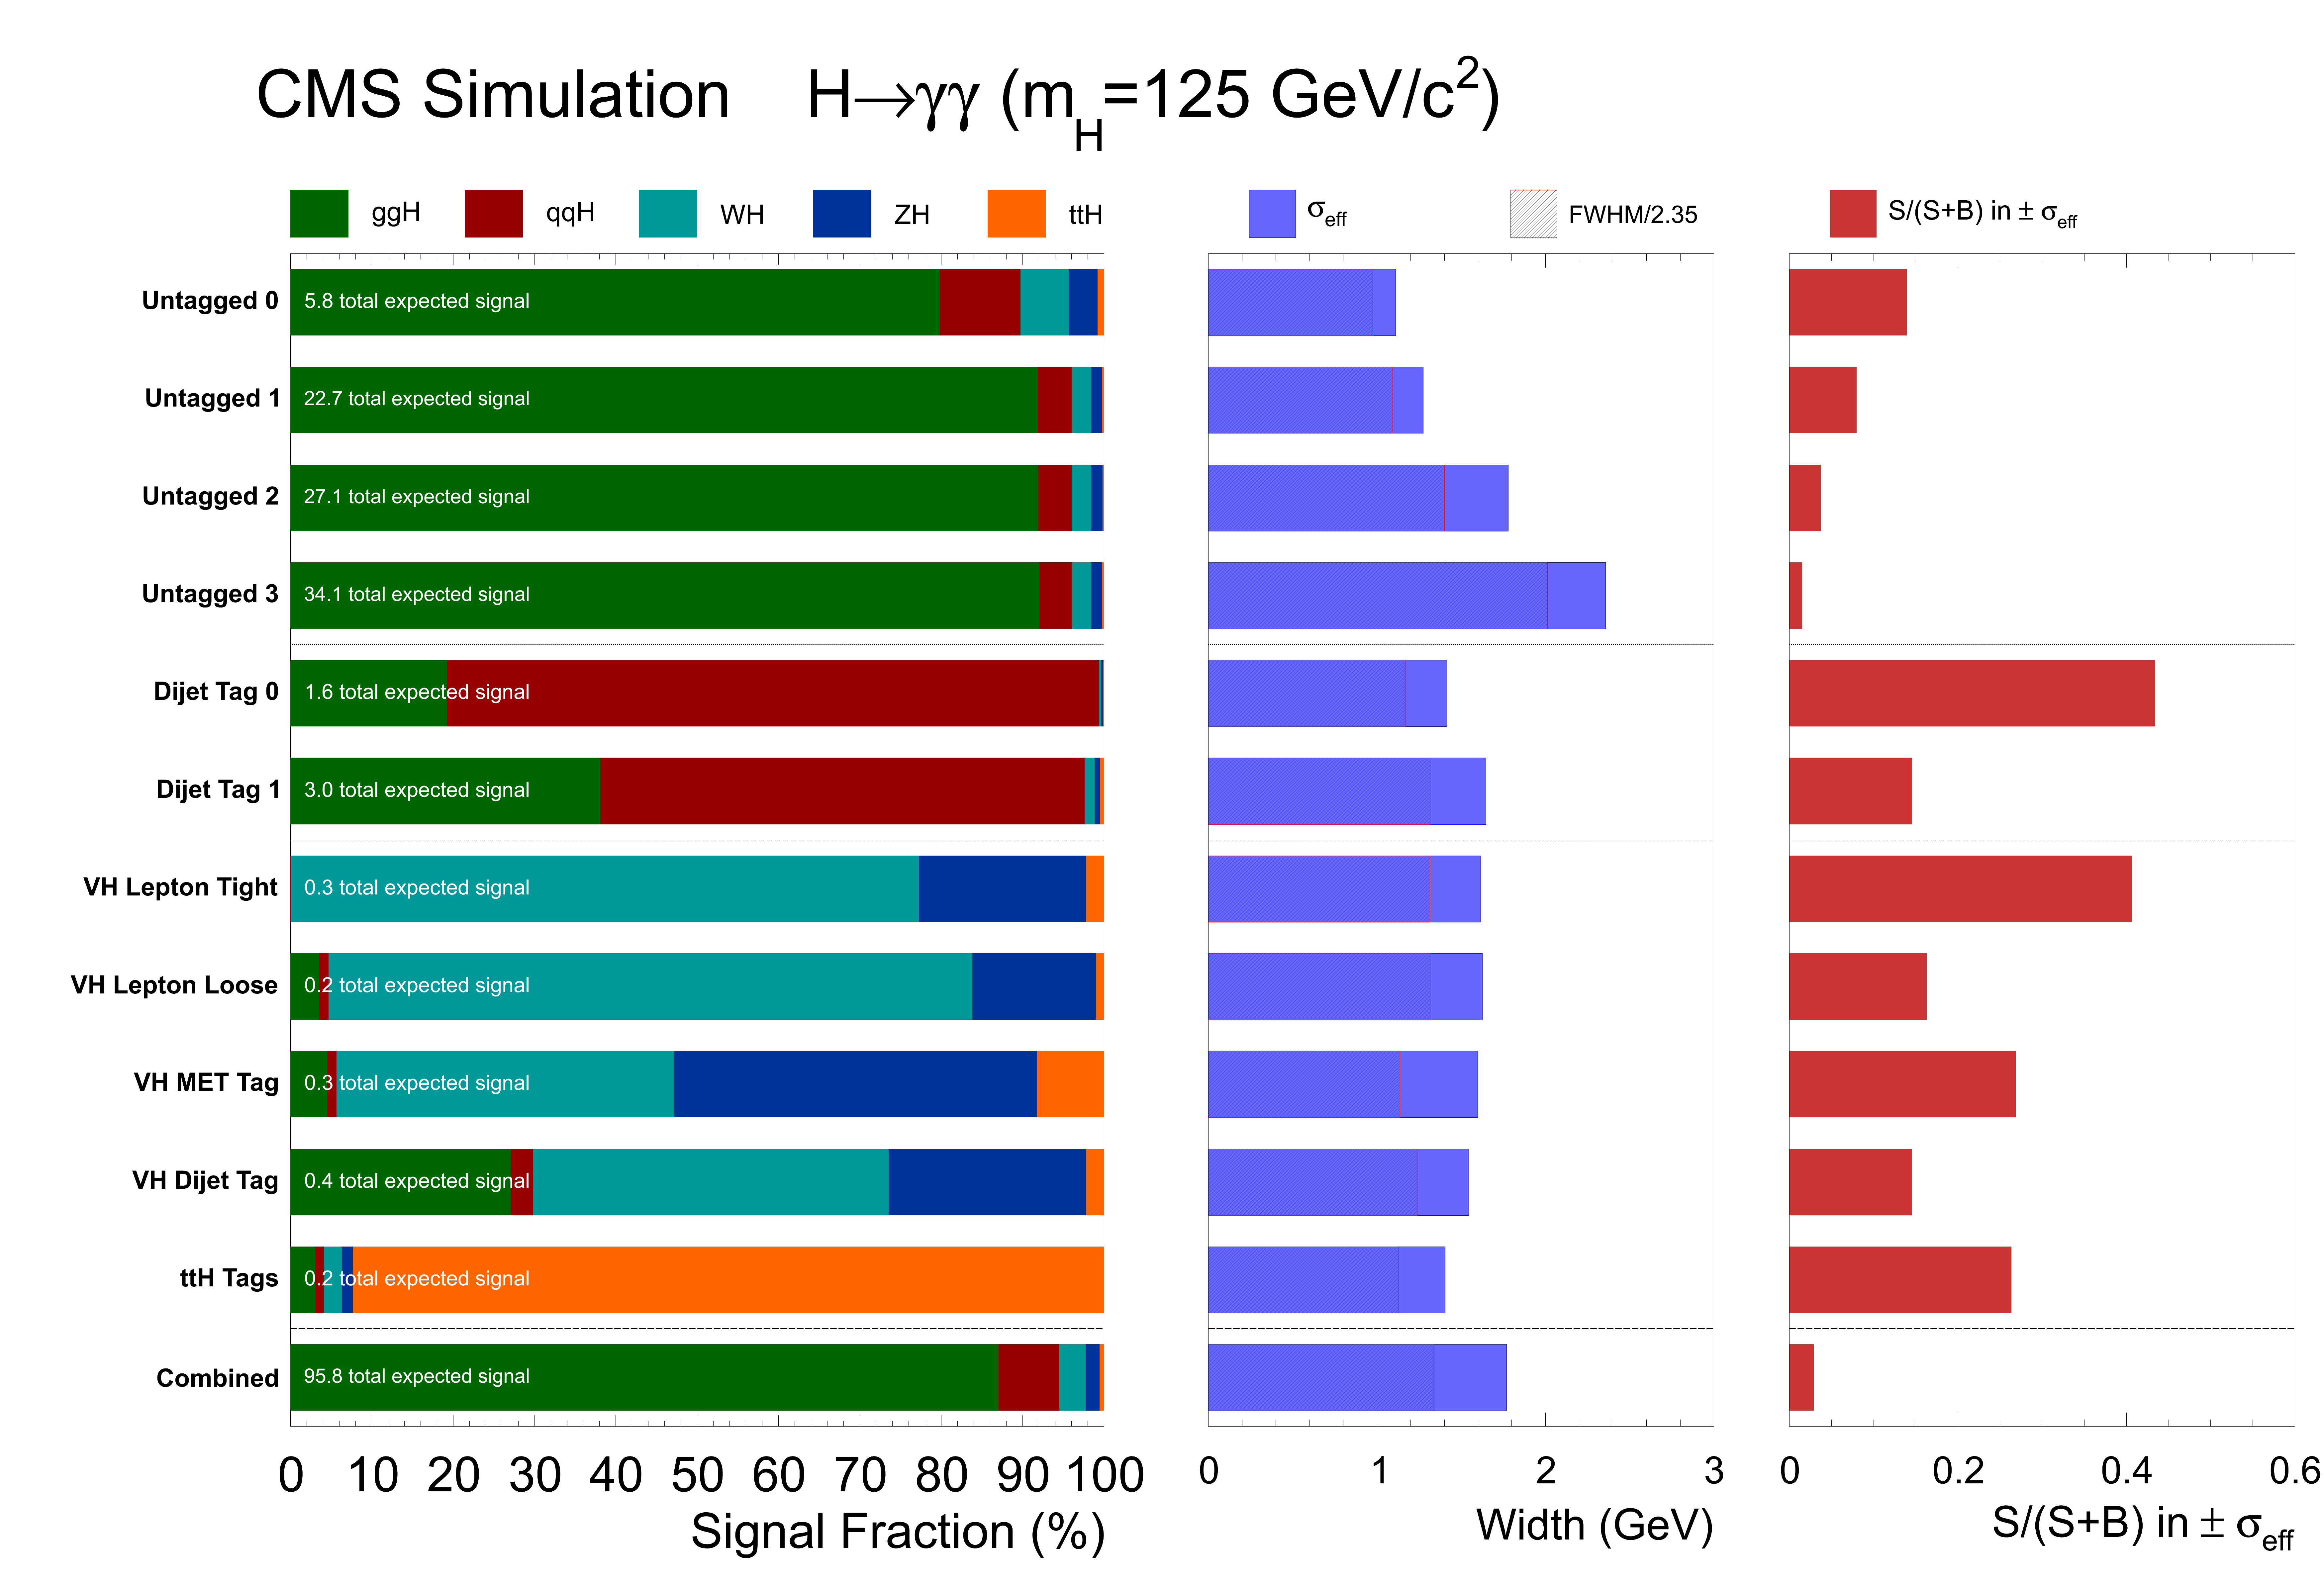 CMS Simulation H→γγ (m_H=125 GeV/c²)
ggH qqH WH ZH ttH σ_eff FWHM/2.35 S/(S+B) in ± σ_eff
Untagged 0 5.8 total expected signal
Untagged 1 22.7 total expected signal
Untagged 2 27.1 total expected signal
Untagged 3 34.1 total expected signal
Dijet Tag 0 1.6 total expected signal
Dijet Tag 1 3.0 total expected signal
VH Lepton Tight 0.3 total expected signal
VH Lepton Loose 0.2 total expected signal
VH MET Tag 0.3 total expected signal
VH Dijet Tag 0.4 total expected signal
ttH Tags 0.2 total expected signal
Combined 95.8 total expected signal
0 10 20 30 40 50 60 70 80 90 100 0 1 2 3 0 0.2 0.4 0.6
Signal Fraction (%) Width (GeV) S/(S+B) in ± σ_eff